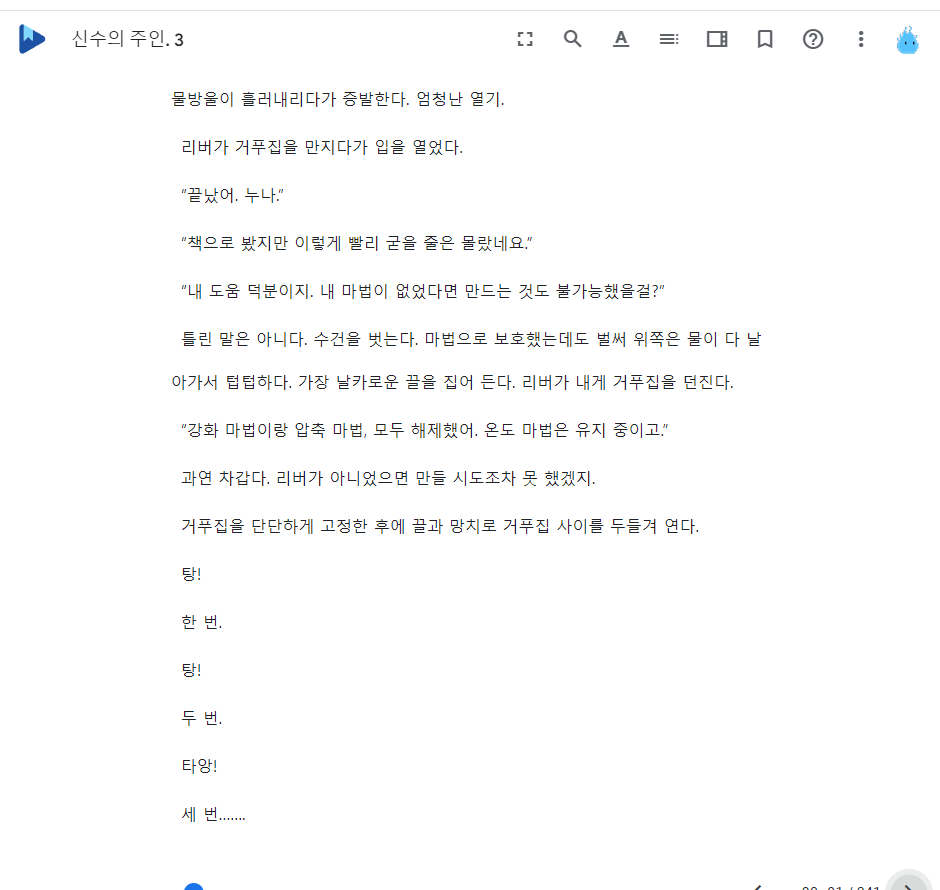 신수의 주인. 3
물방울이 흘러내리다가 증발한다. 엄청난 열기.
리버가 거푸집을 만지다가 입을 열었다.
“끝났어. 누나.”
“책으로 봤지만 이렇게 빨리 굳을 줄은 몰랐네요.”
“내 도움 덕분이지. 내 마법이 없었다면 만드는 것도 불가능했을걸?”
틀린 말은 아니다. 수건을 벗는다. 마법으로 보호했는데도 벌써 위쪽은 물이 다 날
아가서 텁텁하다. 가장 날카로운 끌을 집어 든다. 리버가 내게 거푸집을 던진다.
“강화 마법이랑 압축 마법, 모두 해제했어. 온도 마법은 유지 중이고.”
과연 차갑다. 리버가 아니었으면 만들 시도조차 못 했겠지.
거푸집을 단단하게 고정한 후에 끌과 망치로 거푸집 사이를 두들겨 연다.
탕!
한 번.
탕!
두 번.
타앙!
세 번.......